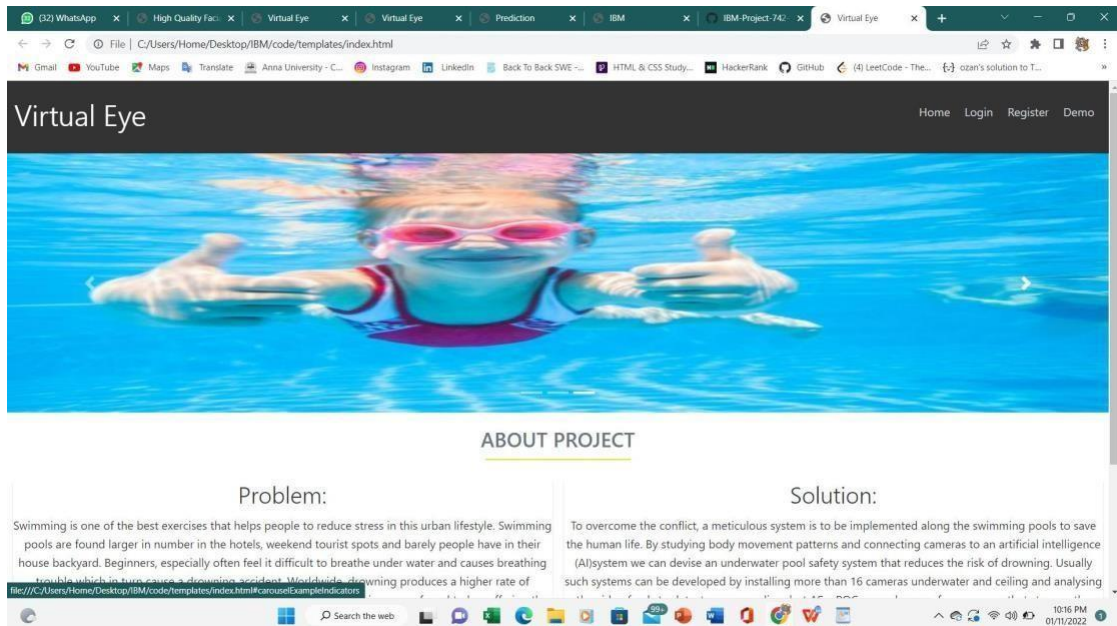 (32) WhatsApp
High Quality Faci
Virtual Eye
Virtual Eye
Prediction
IBM
IBM-Project-742
Virtual Eye
File | C:/Users/Home/Desktop/IBM/code/templates/index.html
Gmail YouTube Maps Translate Anna University - C... Instagram LinkedIn Back To Back SWE -... HTML & CSS Study... HackerRank GitHub (4) LeetCode - The... ozan's solution to T... »
Virtual Eye
Home Login Register Demo
ABOUT PROJECT
Problem:
Swimming is one of the best exercises that helps people to reduce stress in this urban lifestyle. Swimming
pools are found larger in number in the hotels, weekend tourist spots and barely people have in their
house backyard. Beginners, especially often feel it difficult to breathe under water and causes breathing
trouble which in turn cause a drowning accident. Worldwide, drowning produces a higher rate of
Solution:
To overcome the conflict, a meticulous system is to be implemented along the swimming pools to save
the human life. By studying body movement patterns and connecting cameras to an artificial intelligence
(AI)system we can devise an underwater pool safety system that reduces the risk of drowning. Usually
such systems can be developed by installing more than 16 cameras underwater and ceiling and analysing
file:///C:/Users/Home/Desktop/IBM/code/templates/index.html#carouselExampleIndicators
Search the web
99+
10:16 PM
01/11/2022